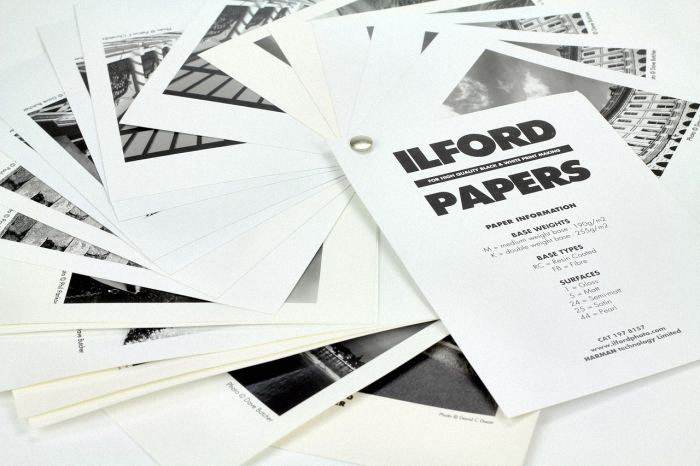 ILFORD
FOR HIGH QUALITY BLACK & WHITE PRINT MAKING
PAPERS
PAPER INFORMATION
BASE WEIGHTS
M = medium weight base : 190g/m2
K = double weight base : 255g/m2
BASE TYPES
RC = Resin Coated
FB = Fibre
SURFACES
1 = Gloss
5 = Matt
24 = Semi-matt
25 = Satin
44 = Pearl
CAT 197 8157
www.ilfordphoto.com
HARMAN technology Limited
Photo © Dave Butcher
Photo © David C
Photo ©
© Dave Butcher
© Dave Butcher
Dave Butcher